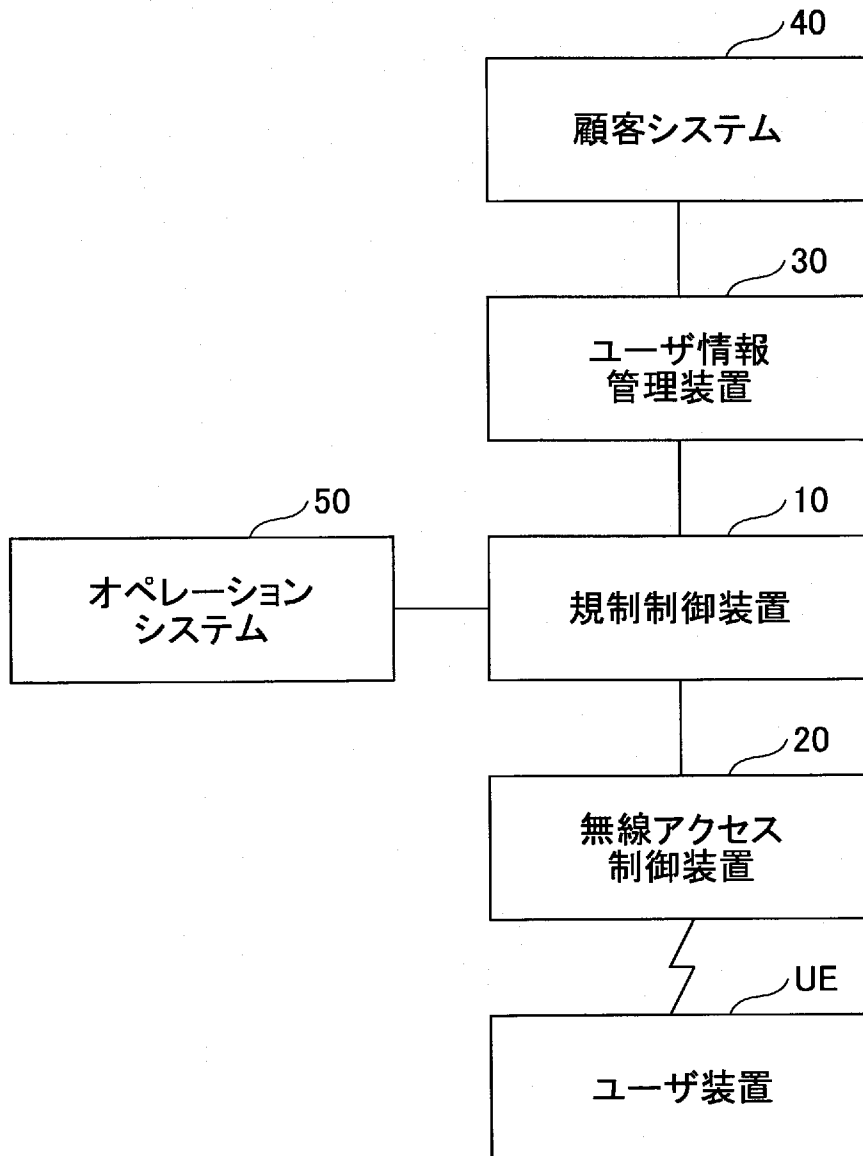 40
顧客システム
30
ユーザ情報
管理装置
50
オペレーション
システム
10
規制制御装置
20
無線アクセス
制御装置
UE
ユーザ装置